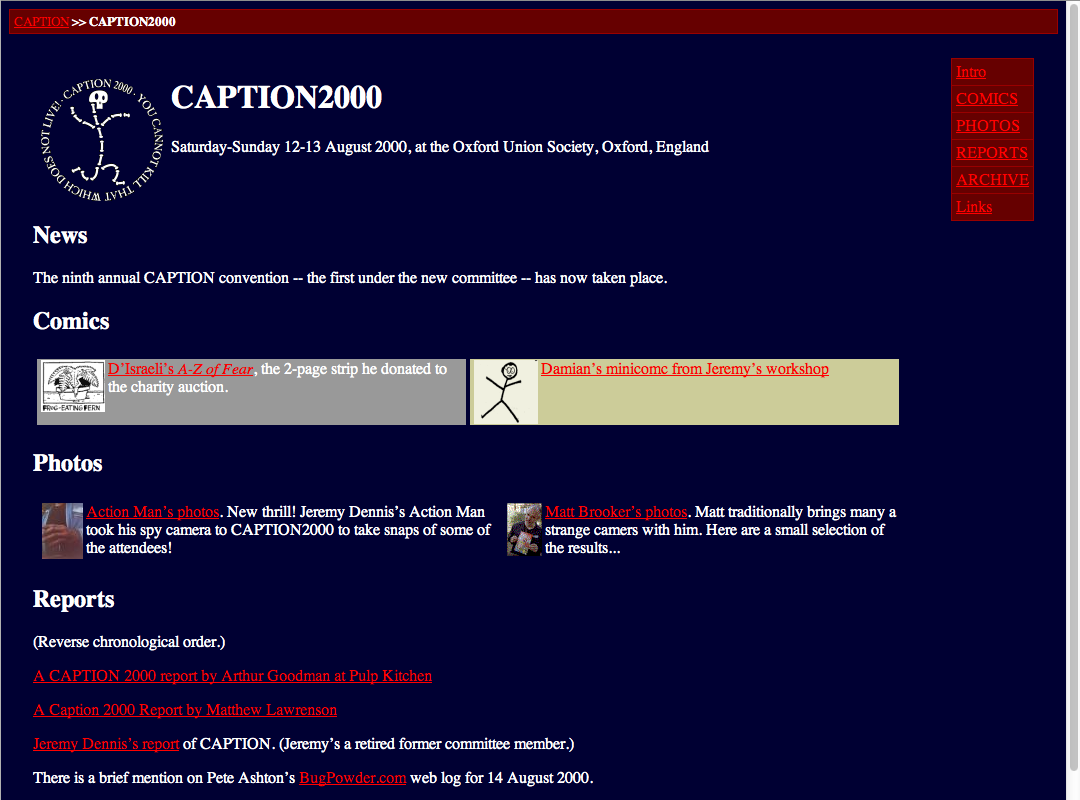 CAPTION >> CAPTION2000
· CAPTION 2000 · YOU CANNOT KILL THAT WHICH DOES NOT LIVE!
CAPTION2000
Saturday-Sunday 12-13 August 2000, at the Oxford Union Society, Oxford, England
Intro
COMICS
PHOTOS
REPORTS
ARCHIVE
Links
News
The ninth annual CAPTION convention -- the first under the new committee -- has now taken place.
Comics
FROG-EATING FERN
D’Israeli’s A-Z of Fear, the 2-page strip he donated to
the charity auction.
Damian’s minicomc from Jeremy’s workshop
Photos
Action Man’s photos. New thrill! Jeremy Dennis’s Action Man
took his spy camera to CAPTION2000 to take snaps of some of
the attendees!
Matt Brooker’s photos. Matt traditionally brings many a
strange camers with him. Here are a small selection of
the results...
Reports
(Reverse chronological order.)
A CAPTION 2000 report by Arthur Goodman at Pulp Kitchen
A Caption 2000 Report by Matthew Lawrenson
Jeremy Dennis’s report of CAPTION. (Jeremy’s a retired former committee member.)
There is a brief mention on Pete Ashton’s BugPowder.com web log for 14 August 2000.